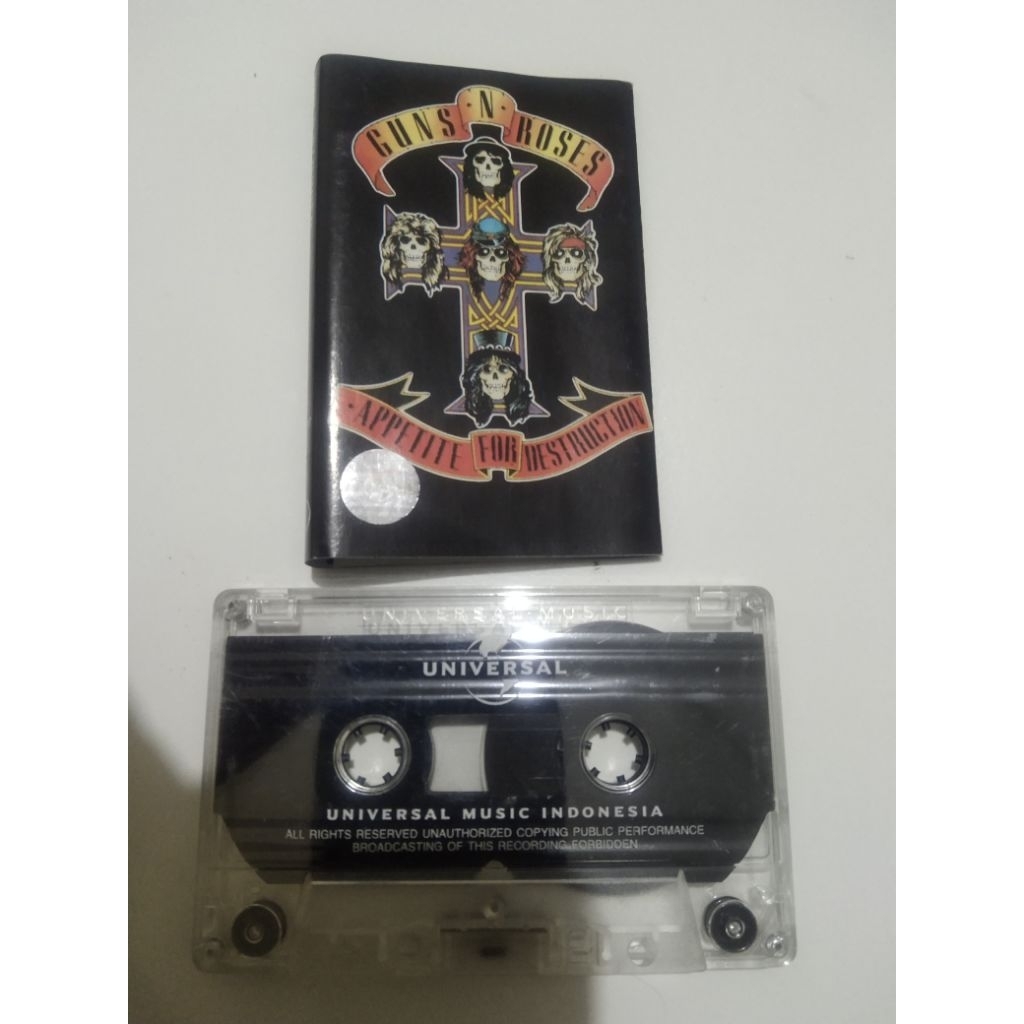 GUNS N' ROSES
APPETITE FOR DESTRUCTION
UNIVERSAL MUSIC
UNIVERSAL
UNIVERSAL MUSIC INDONESIA
ALL RIGHTS RESERVED UNAUTHORIZED COPYING PUBLIC PERFORMANCE
BROADCASTING OF THIS RECORDING FORBIDDEN